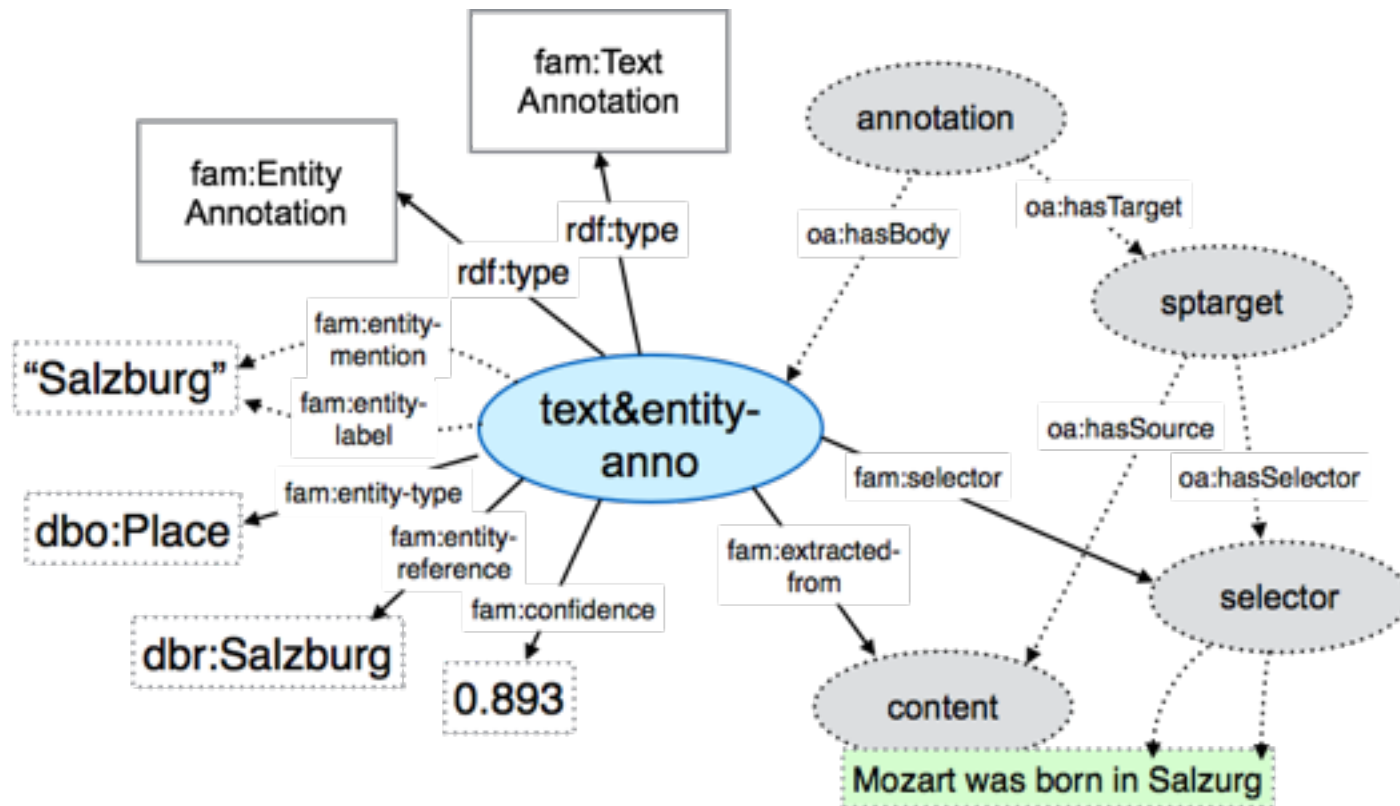 fam:Text
Annotation
fam:Entity
Annotation
annotation
oa:hasTarget
oa:hasBody
rdf:type
rdf:type
sptarget
fam:entity-
mention
"Salzburg"
fam:entity-
label
text&entity-
anno
oa:hasSource
fam:selector
oa:hasSelector
fam:entity-type
dbo:Place
fam:entity-
reference
fam:extracted-
from
fam:confidence
selector
dbr:Salzburg
0.893
content
Mozart was born in Salzurg